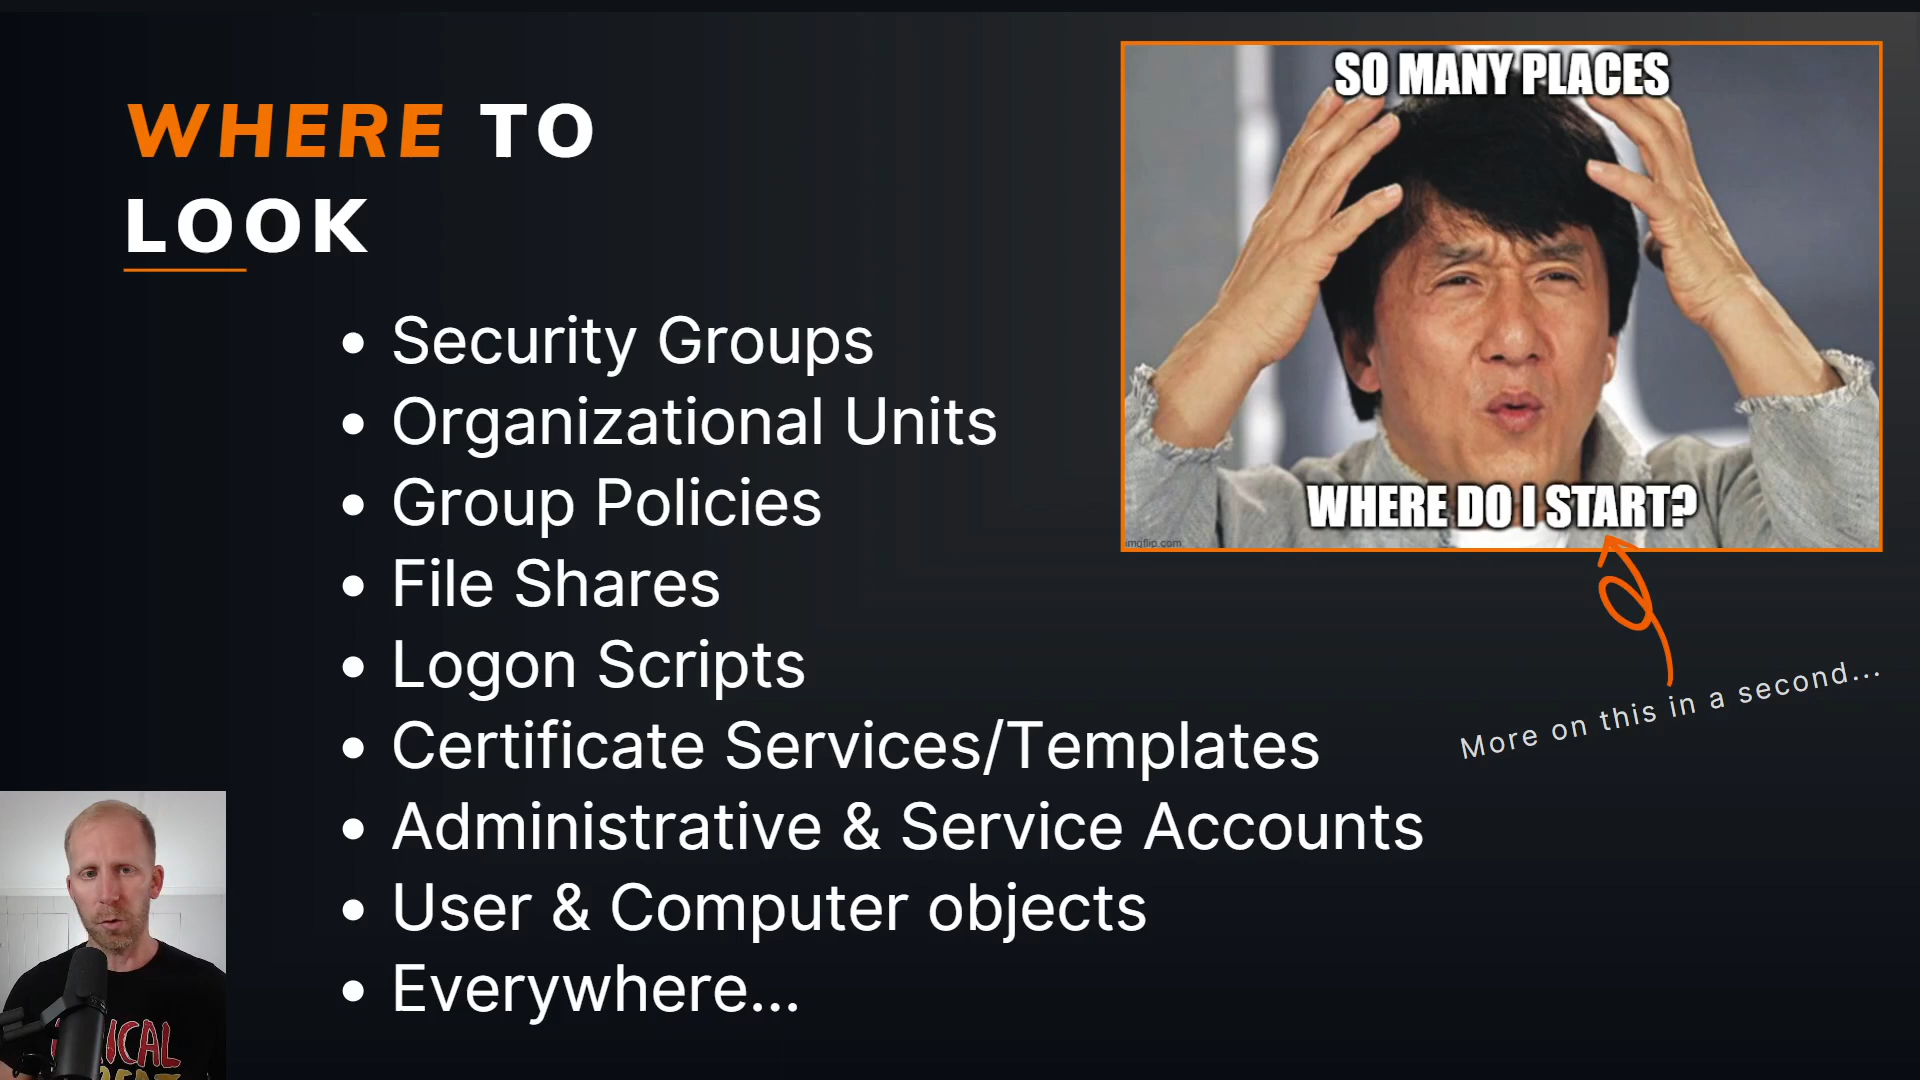 WHERE TO
LOOK
• Security Groups
• Organizational Units
• Group Policies
• File Shares
• Logon Scripts
• Certificate Services/Templates
• Administrative & Service Accounts
• User & Computer objects
• Everywhere...
SO MANY PLACES
WHERE DO I START?
imgflip.com
More on this in a second...